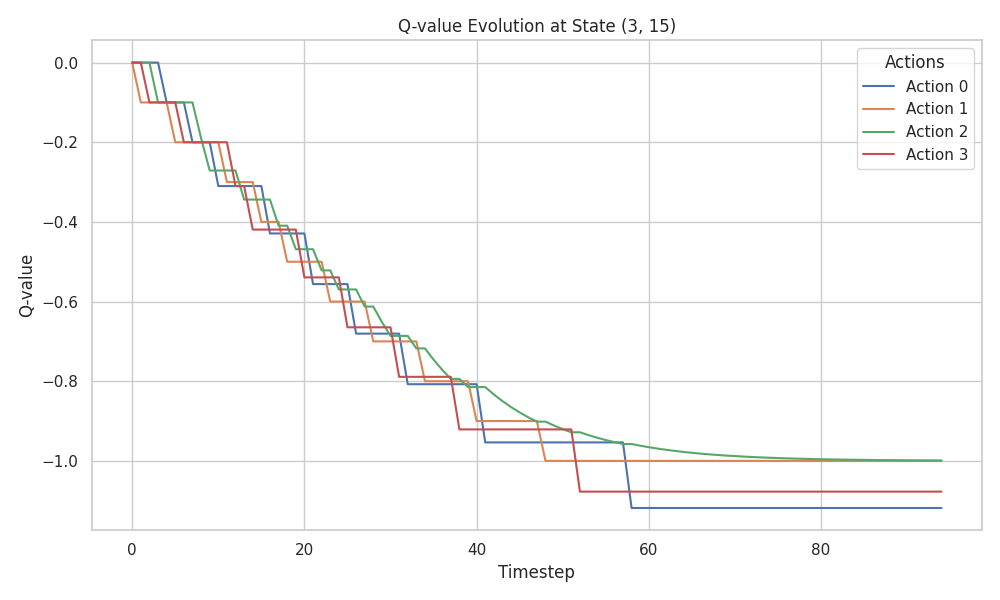 Q-value Evolution at State (3, 15)
Actions
Action 0
Action 1
Action 2
Action 3
Q-value
0.0
−0.2
−0.4
−0.6
−0.8
−1.0
0 20 40 60 80
Timestep